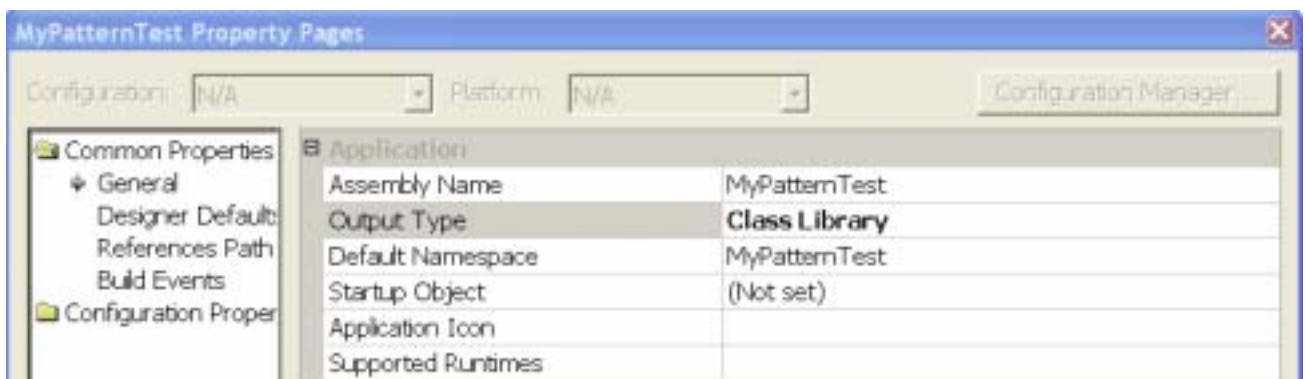 MyPatternTest Property Pages
Configuration: N/A Platform: N/A Configuration Manager...
Common Properties
General
Designer Default
References Path
Build Events
Configuration Proper
Application
Assembly Name MyPatternTest
Output Type Class Library
Default Namespace MyPatternTest
Startup Object (Not set)
Application Icon
Supported Runtimes